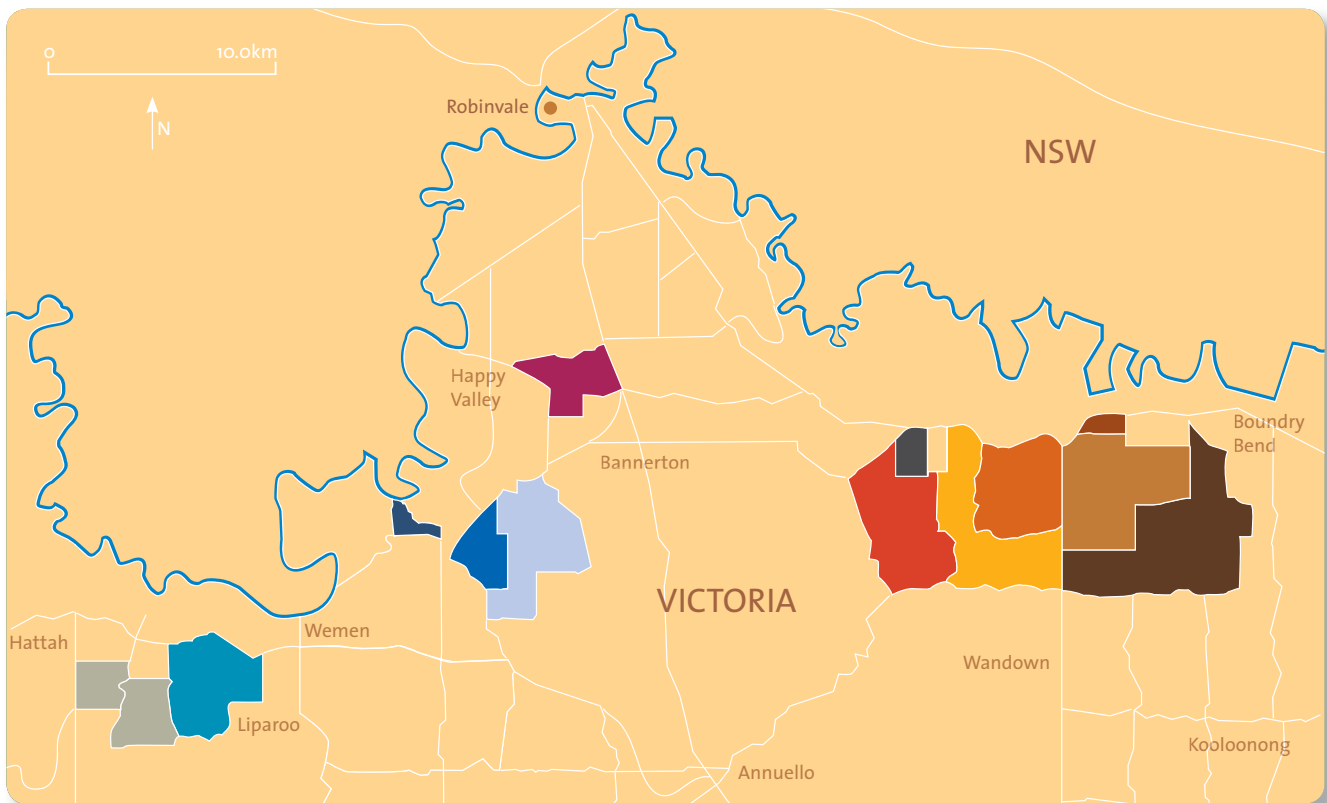 0 10.0km
N
Robinvale
NSW
Happy
Valley
Boundry
Bend
Bannerton
VICTORIA
Wemen
Hattah
Wandown
Liparoo
Kooloonong
Annuello